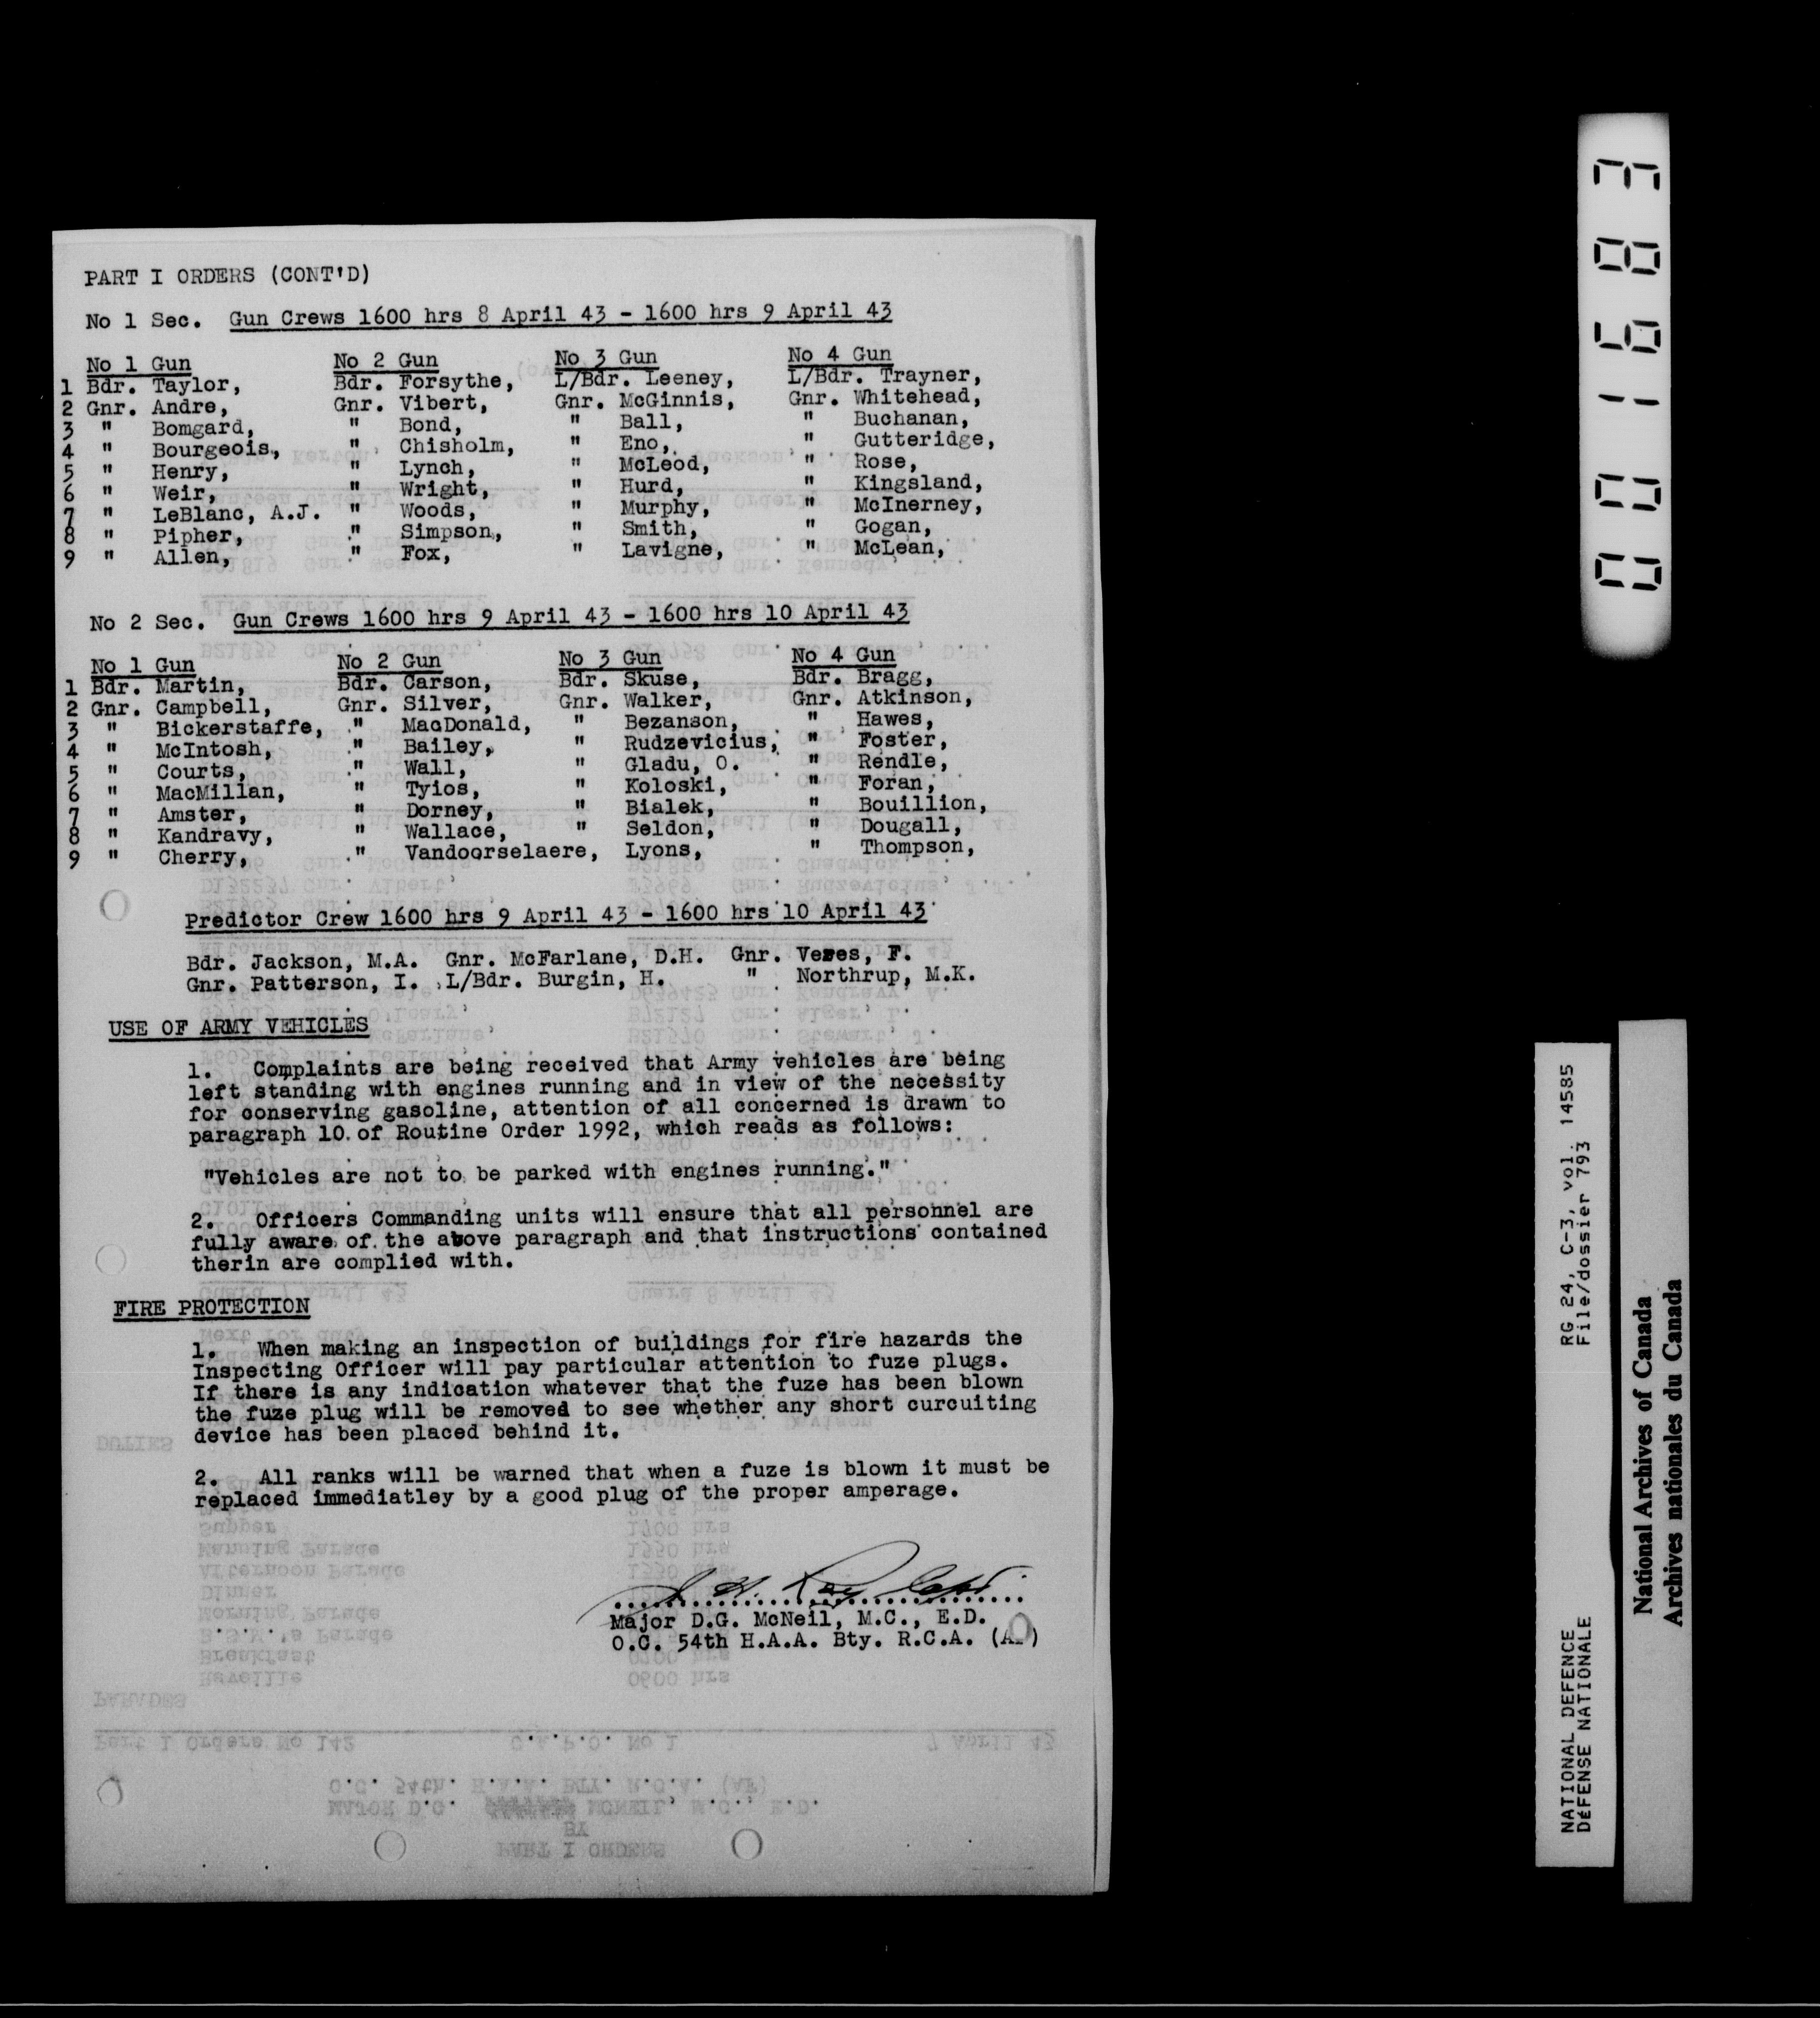 PART I ORDERS (CONT'D)
No 1 Sec. Gun Crews 1600 hrs 8 April 43 - 1600 hrs 9 April 43
No 1 Gun No 2 Gun No 3 Gun No 4 Gun
1 Bdr. Taylor, Bdr. Forsythe, L/Bdr. Leeney, L/Bdr. Trayner,
2 Gnr. Andre, Gnr. Vibert, Gnr. McGinnis, Gnr. Whitehead,
3 " Bomgard, " Bond, " Ball, " Buchanan,
4 " Bourgeois, " Chisholm, " Eno, " Gutteridge,
5 " Henry, " Lynch, " McLeod, " Rose,
6 " Weir, " Wright, " Hurd, " Kingsland,
7 " LeBlanc, A.J. " Woods, " Murphy, " McInerney,
8 " Pipher, " Simpson, " Smith, " Gogan,
9 " Allen, " Fox, " Lavigne, " McLean,
No 2 Sec. Gun Crews 1600 hrs 9 April 43 - 1600 hrs 10 April 43
No 1 Gun No 2 Gun No 3 Gun No 4 Gun
1 Bdr. Martin, Bdr. Carson, Bdr. Skuse, Bdr. Bragg,
2 Gnr. Campbell, Gnr. Silver, Gnr. Walker, Gnr. Atkinson,
3 " Bickerstaffe, " MacDonald, " Bezanson, " Hawes,
4 " McIntosh, " Bailey, " Rudzevicius, " Foster,
5 " Courts, " Wall, " Gladu, O. " Rendle,
6 " MacMillan, " Tyios, " Koloski, " Foran,
7 " Amster, " Dorney, " Bialek, " Bouillion,
8 " Kandravy, " Wallace, " Seldon, " Dougall,
9 " Cherry, " Vandoorselaere, Lyons, " Thompson,
Predictor Crew 1600 hrs 9 April 43 - 1600 hrs 10 April 43
Bdr. Jackson, M.A. Gnr. McFarlane, D.H. Gnr. Veres, F.
Gnr. Patterson, I. L/Bdr. Burgin, H. " Northrup, M.K.
USE OF ARMY VEHICLES
1. Complaints are being received that Army vehicles are being
left standing with engines running and in view of the necessity
for conserving gasoline, attention of all concerned is drawn to
paragraph 10 of Routine Order 1992, which reads as follows:
"Vehicles are not to be parked with engines running."
2. Officers Commanding units will ensure that all personnel are
fully aware of the above paragraph and that instructions contained
therin are complied with.
FIRE PROTECTION
1. When making an inspection of buildings for fire hazards the
Inspecting Officer will pay particular attention to fuze plugs.
If there is any indication whatever that the fuze has been blown
the fuze plug will be removed to see whether any short curcuiting
device has been placed behind it.
2. All ranks will be warned that when a fuze is blown it must be
replaced immediatley by a good plug of the proper amperage.
Major D.G. McNeil, M.C., E.D.
O.C. 54th H.A.A. Bty. R.C.A. (A )
001683
RG 24, C-3, vol. 14585
File/dossier 793
NATIONAL DEFENCE
DÉFENSE NATIONALE
National Archives of Canada
Archives nationales du Canada